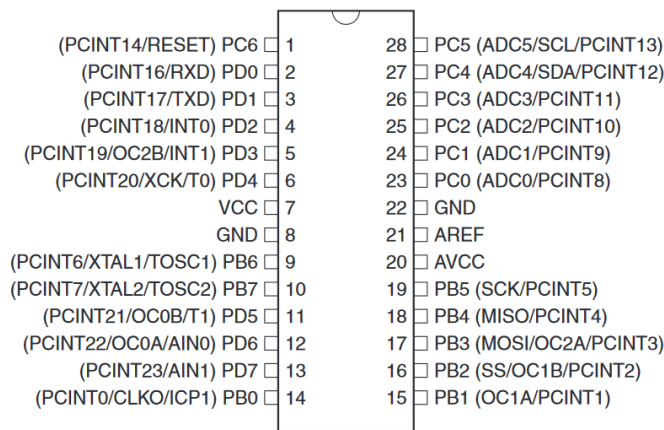 (PCINT14/RESET) PC6 1 28 PC5 (ADC5/SCL/PCINT13)
(PCINT16/RXD) PD0 2 27 PC4 (ADC4/SDA/PCINT12)
(PCINT17/TXD) PD1 3 26 PC3 (ADC3/PCINT11)
(PCINT18/INT0) PD2 4 25 PC2 (ADC2/PCINT10)
(PCINT19/OC2B/INT1) PD3 5 24 PC1 (ADC1/PCINT9)
(PCINT20/XCK/T0) PD4 6 23 PC0 (ADC0/PCINT8)
VCC 7 22 GND
GND 8 21 AREF
(PCINT6/XTAL1/TOSC1) PB6 9 20 AVCC
(PCINT7/XTAL2/TOSC2) PB7 10 19 PB5 (SCK/PCINT5)
(PCINT21/OC0B/T1) PD5 11 18 PB4 (MISO/PCINT4)
(PCINT22/OC0A/AIN0) PD6 12 17 PB3 (MOSI/OC2A/PCINT3)
(PCINT23/AIN1) PD7 13 16 PB2 (SS/OC1B/PCINT2)
(PCINT0/CLKO/ICP1) PB0 14 15 PB1 (OC1A/PCINT1)